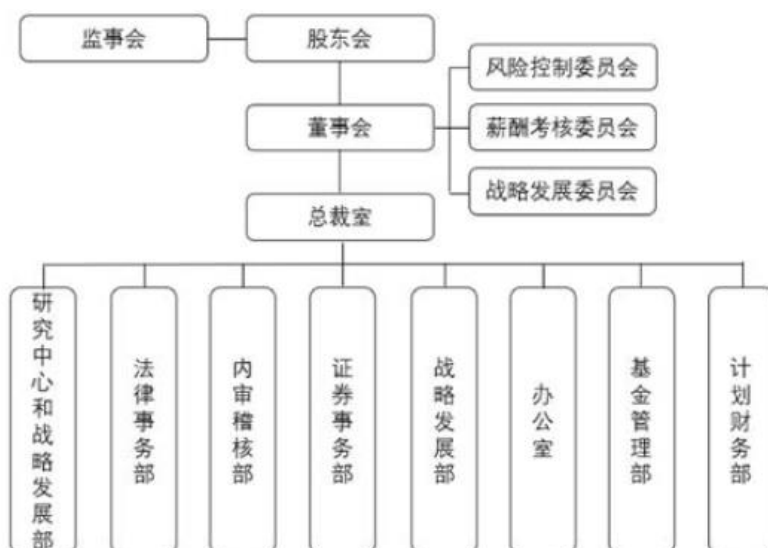 监事会
股东会
风险控制委员会
董事会
薪酬考核委员会
战略发展委员会
总裁室
研究中心和战略发展部
法律事务部
内审稽核部
证券事务部
战略发展部
办公室
基金管理部
计划财务部